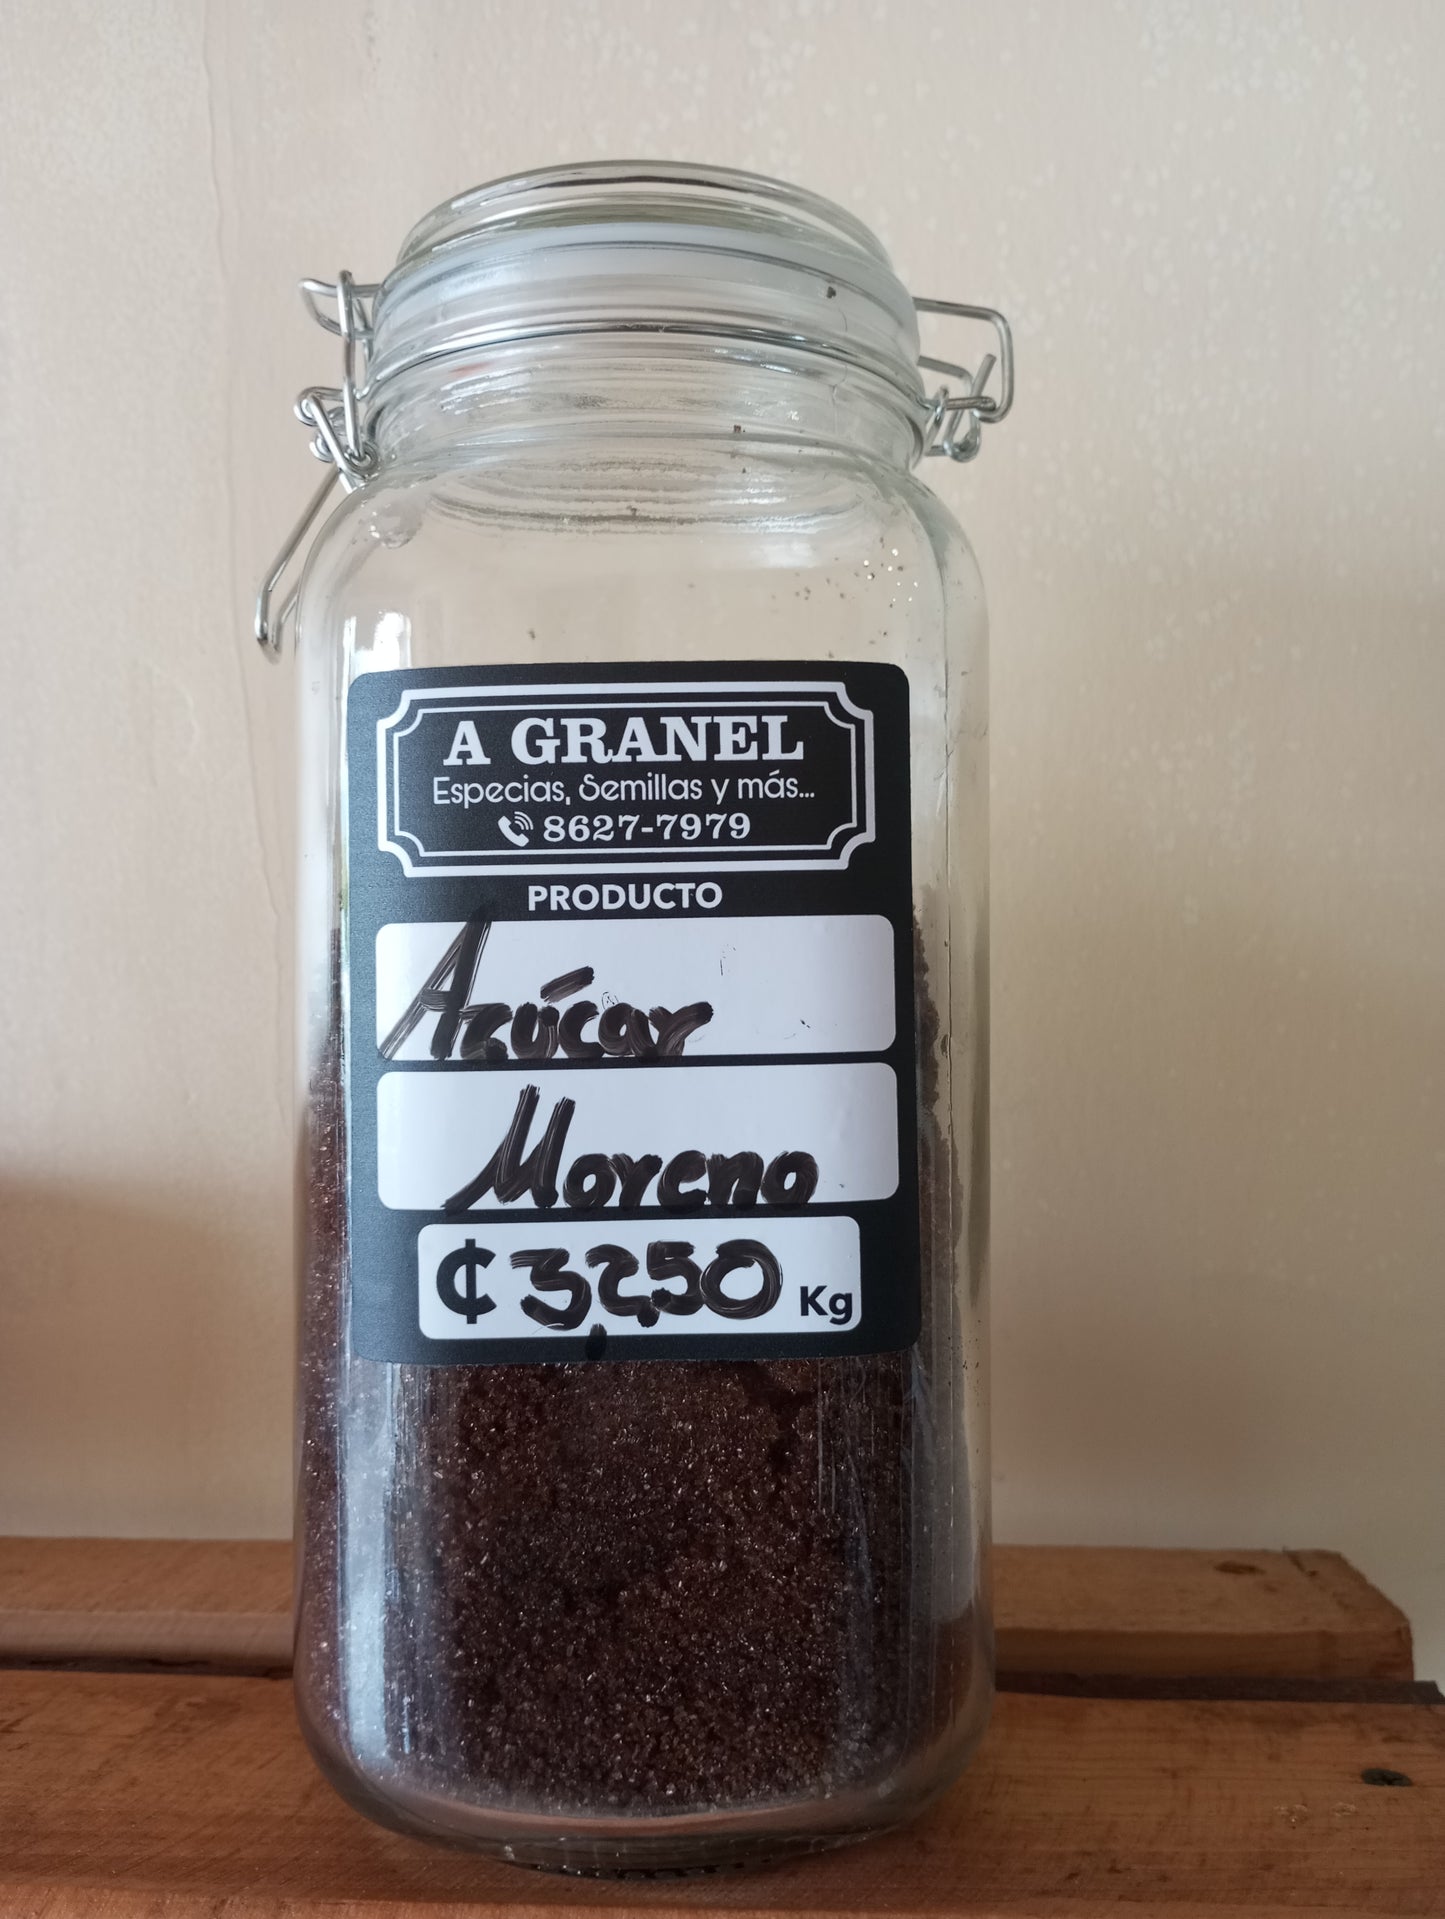 A GRANEL
Especias, Semillas y más...
8627-7979
PRODUCTO
Azúcar
Moreno
₡ 3,250 Kg